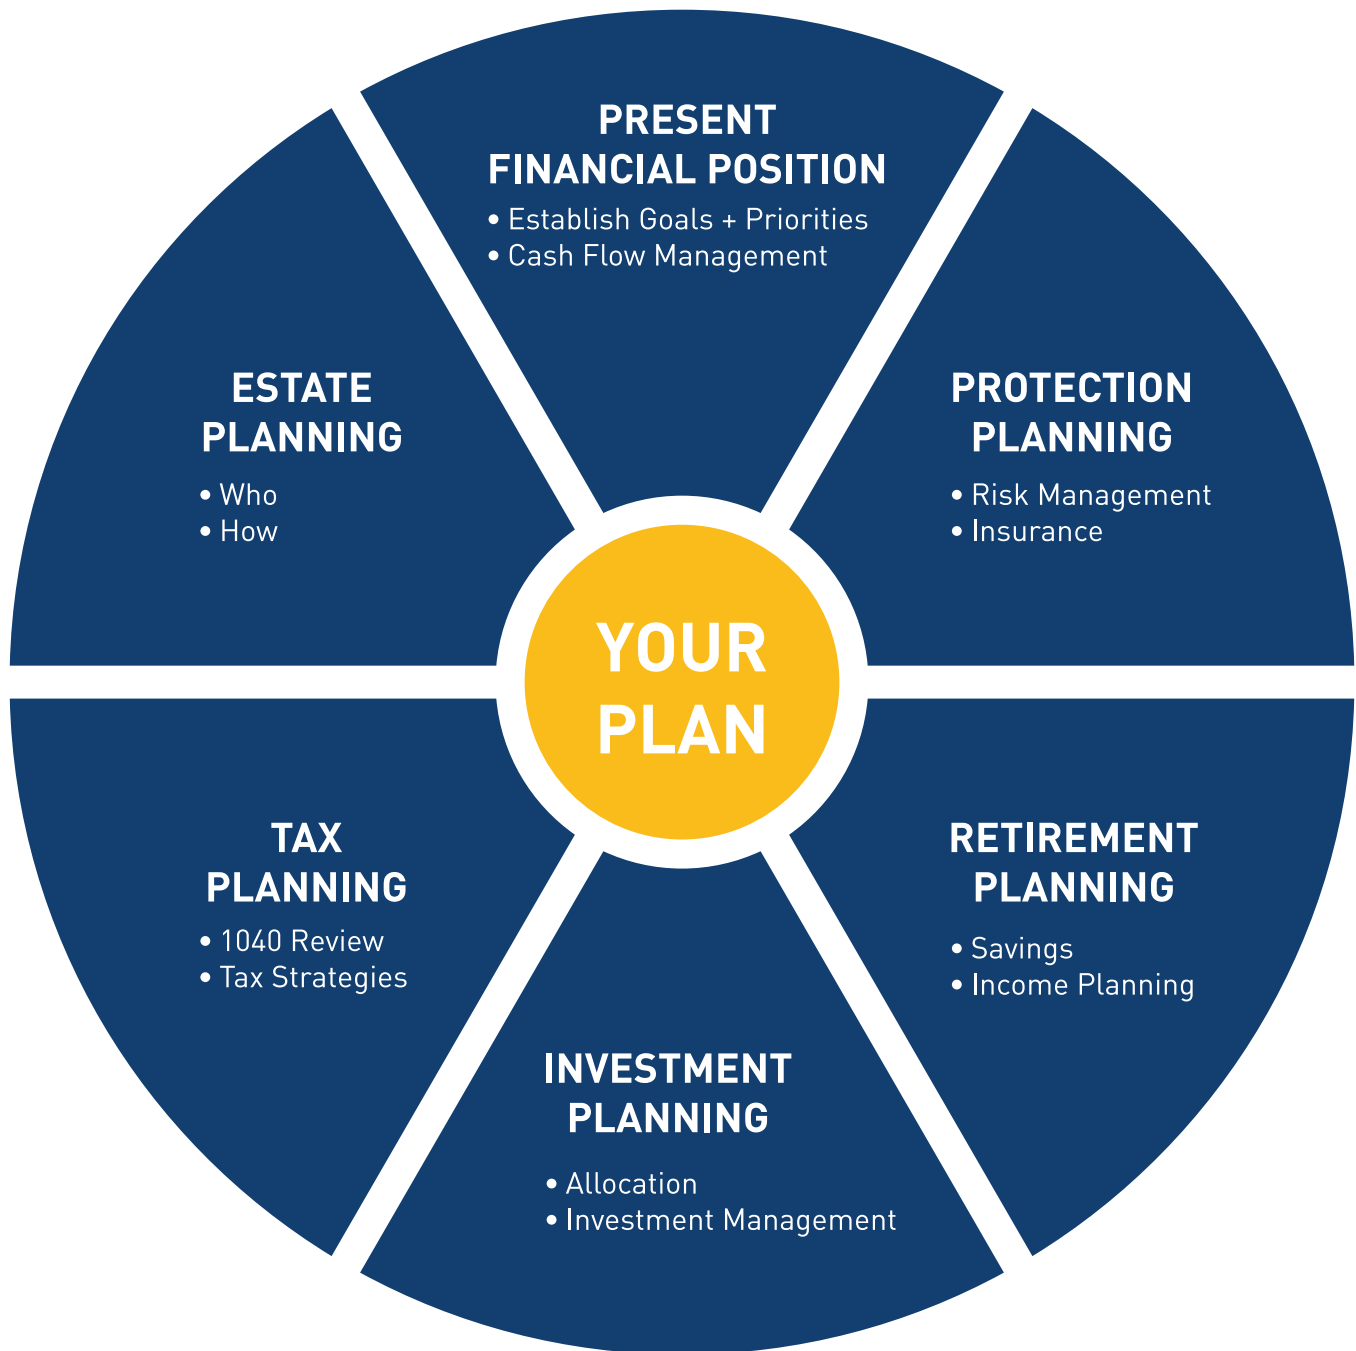 PRESENT
FINANCIAL POSITION
• Establish Goals + Priorities
• Cash Flow Management
PROTECTION
PLANNING
• Risk Management
• Insurance
RETIREMENT
PLANNING
• Savings
• Income Planning
INVESTMENT
PLANNING
• Allocation
• Investment Management
TAX
PLANNING
• 1040 Review
• Tax Strategies
ESTATE
PLANNING
• Who
• How
YOUR
PLAN